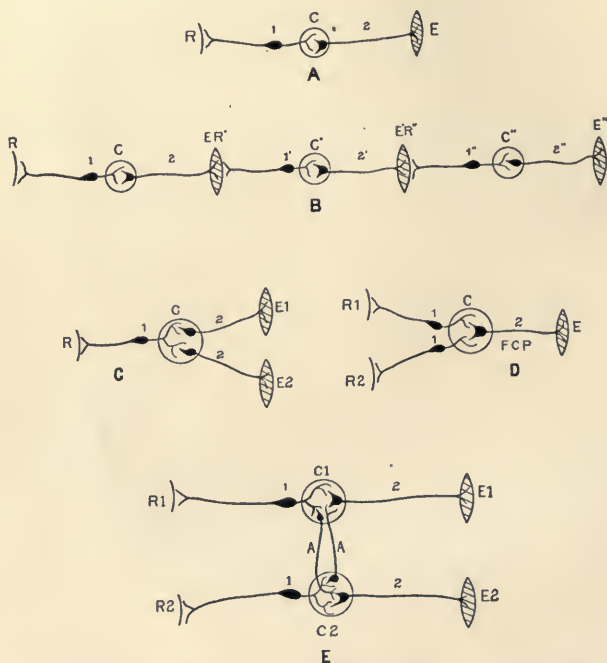 R 1 C 2 E
A
R 1 C 2 ER' 1' C' 2' E'R" 1" C" 2" E"
B
R 1 C 2 E1
2 E2
C
R1 1 C 2 E
R2 1 FCP
D
R1 1 C1 2 E1
A A
R2 1 C2 2 E2
E